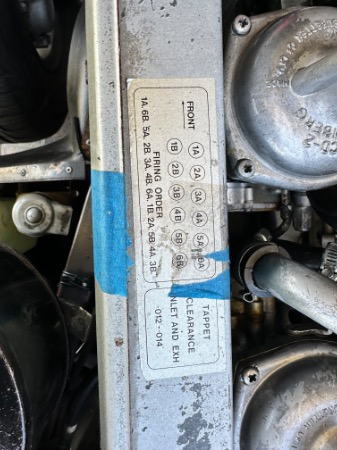 FRONT
1A 2A 3A 4A 5A 6A
1B 2B 3B 4B 5B 6B
FIRING ORDER
1A. 6B. 5A. 2B. 3A. 4B. 6A. 1B. 2A. 5B. 4A. 3B.
TAPPET
CLEARANCE
INLET AND EXH
·012 - ·014